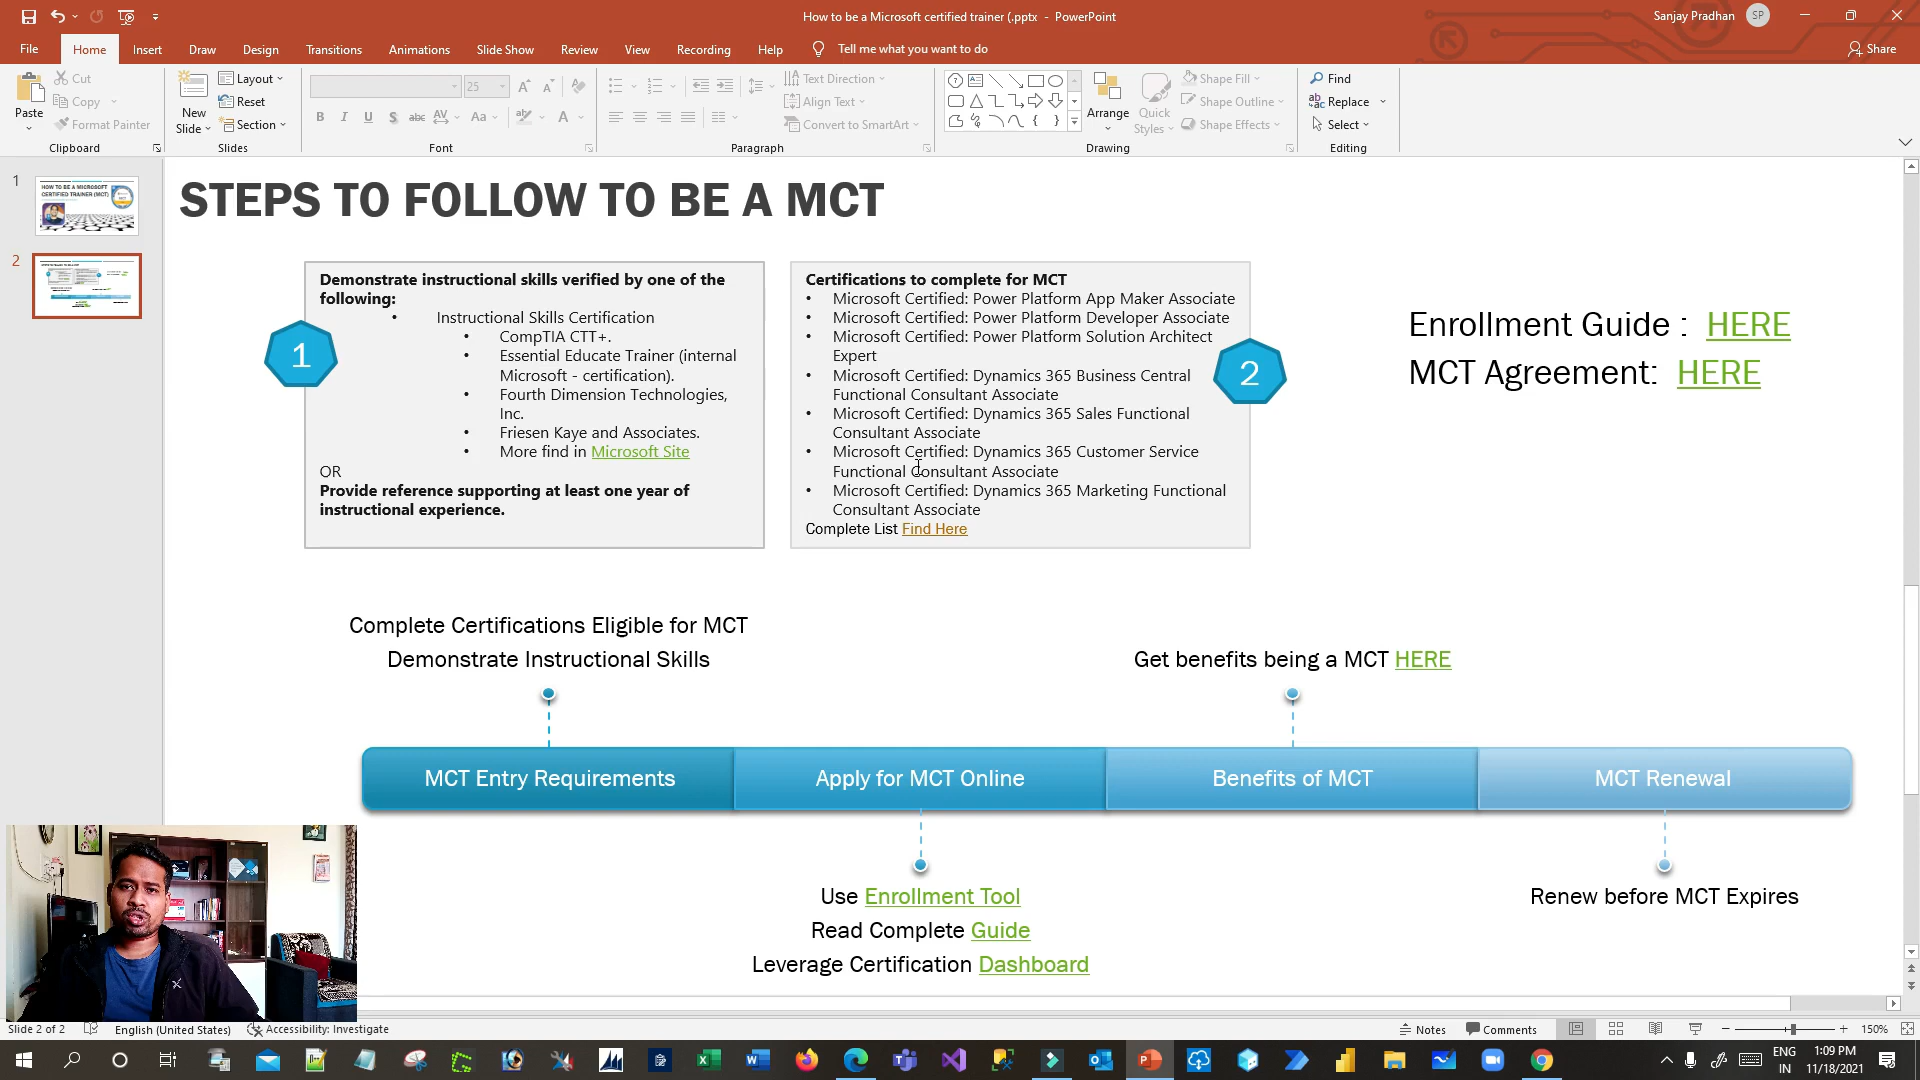 How to be a Microsoft certified trainer (.pptx - PowerPoint
Sanjay Pradhan
SP
File
Home
Insert
Draw
Design
Transitions
Animations
Slide Show
Review
View
Recording
Help
Tell me what you want to do
Share
Paste
Cut
Copy
Format Painter
Clipboard
New
Slide
Layout
Reset
Section
Slides
25
Font
Text Direction
Align Text
Convert to SmartArt
Paragraph
Arrange
Quick
Styles
Shape Fill
Shape Outline
Shape Effects
Drawing
Find
Replace
Select
Editing
1
HOW TO BE A MICROSOFT
CERTIFIED TRAINER (MCT)
2
STEPS TO FOLLOW TO BE A MCT
1
Demonstrate instructional skills verified by one of the
following:
• Instructional Skills Certification
• CompTIA CTT+.
• Essential Educate Trainer (internal
Microsoft - certification).
• Fourth Dimension Technologies,
Inc.
• Friesen Kaye and Associates.
• More find in Microsoft Site
OR
Provide reference supporting at least one year of
instructional experience.
2
Certifications to complete for MCT
• Microsoft Certified: Power Platform App Maker Associate
• Microsoft Certified: Power Platform Developer Associate
• Microsoft Certified: Power Platform Solution Architect
Expert
• Microsoft Certified: Dynamics 365 Business Central
Functional Consultant Associate
• Microsoft Certified: Dynamics 365 Sales Functional
Consultant Associate
• Microsoft Certified: Dynamics 365 Customer Service
Functional Consultant Associate
• Microsoft Certified: Dynamics 365 Marketing Functional
Consultant Associate
Complete List Find Here
Enrollment Guide : HERE
MCT Agreement: HERE
Complete Certifications Eligible for MCT
Demonstrate Instructional Skills
Get benefits being a MCT HERE
MCT Entry Requirements
Apply for MCT Online
Benefits of MCT
MCT Renewal
Use Enrollment Tool
Read Complete Guide
Leverage Certification Dashboard
Renew before MCT Expires
Slide 2 of 2
English (United States)
Accessibility: Investigate
Notes
Comments
150%
ENG
IN
1:09 PM
11/18/2021